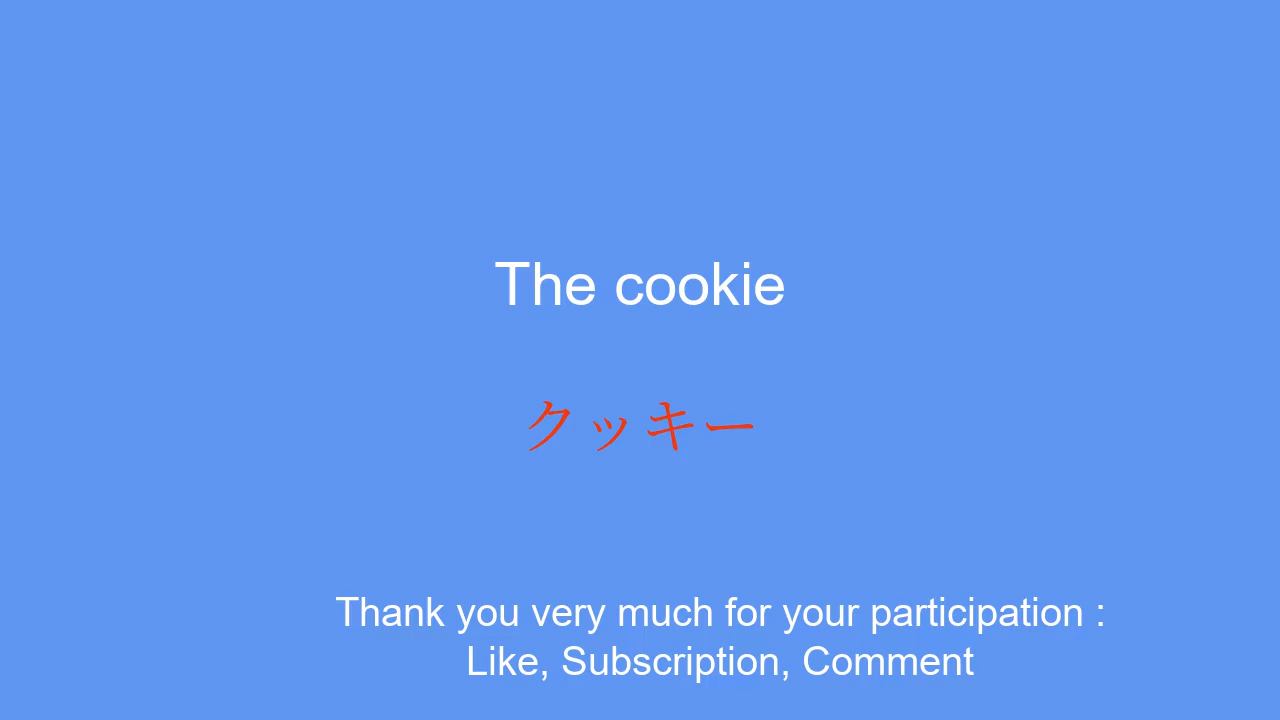 The cookie
クッキー
Thank you very much for your participation :
Like, Subscription, Comment